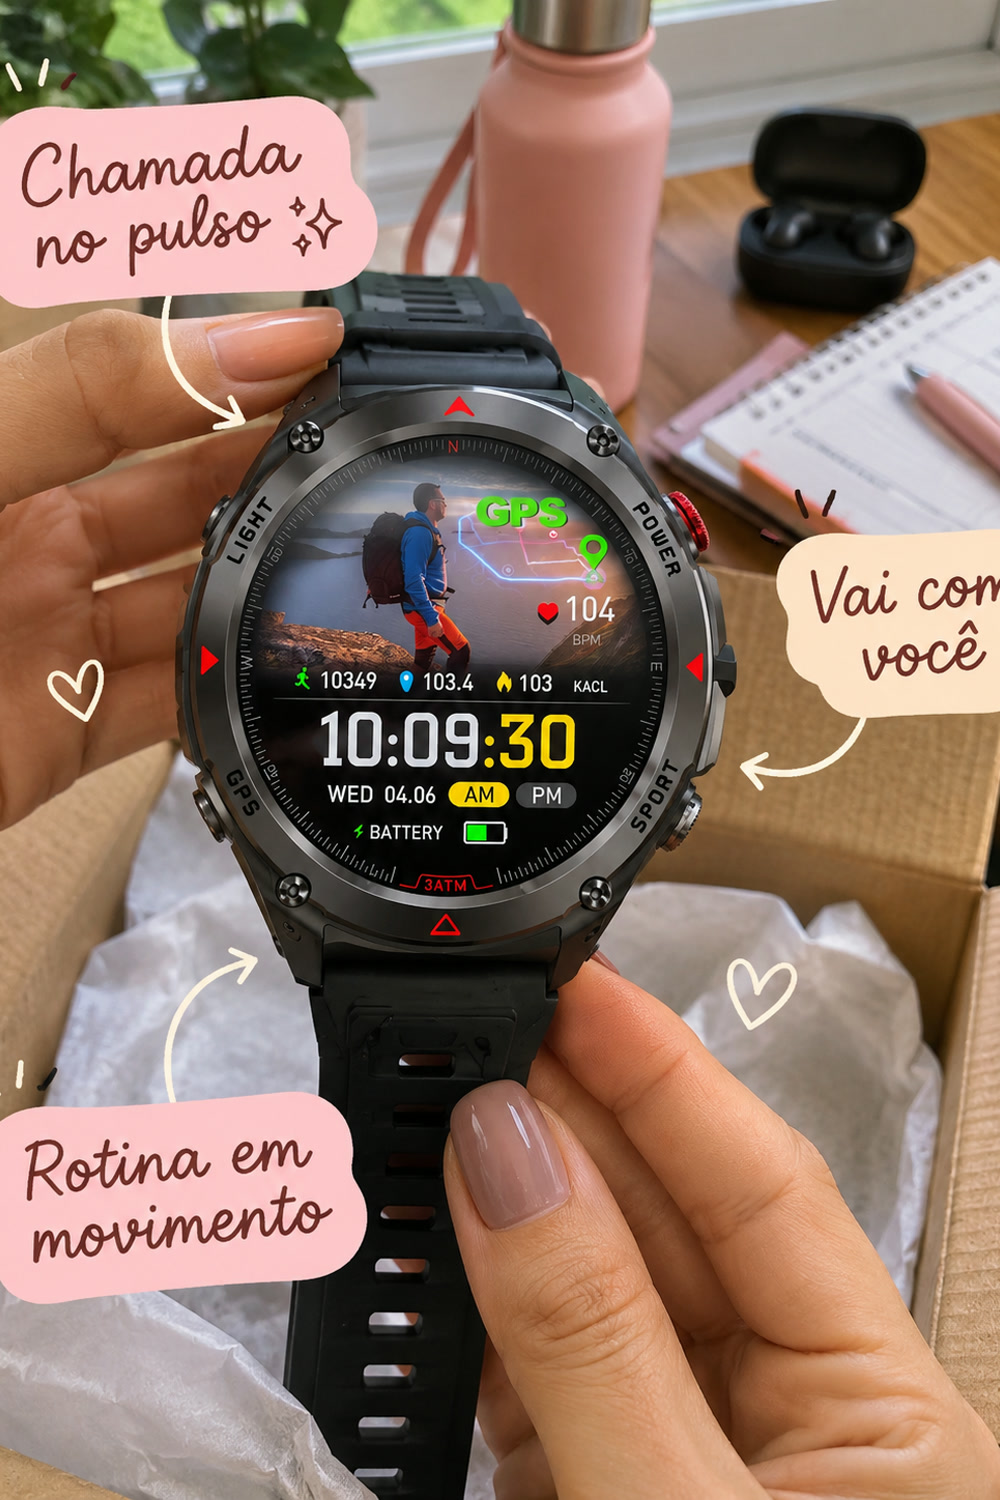 Chamada
no pulso
LIGHT
POWER
N
GPS
104
BPM
W
E
10349 103.4 103 KACL
10:09:30
WED 04.06 AM PM
BATTERY
GPS
SPORT
3ATM
Vai com
você
Rotina em
movimento